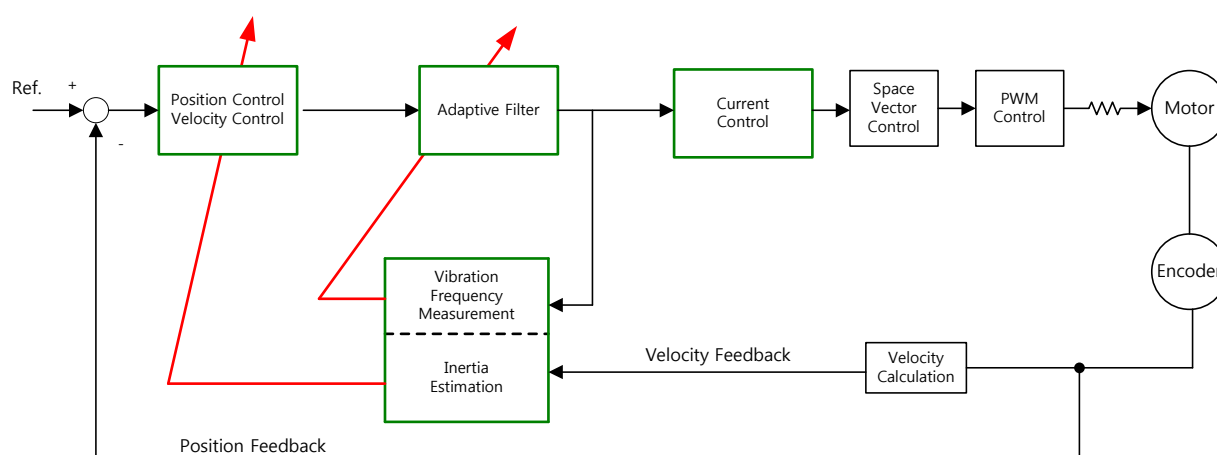 Ref.
+
-
Position Control
Velocity Control
Adaptive Filter
Current
Control
Space
Vector
Control
PWM
Control
Motor
Encoder
Vibration
Frequency
Measurement
Inertia
Estimation
Velocity Feedback
Velocity
Calculation
Position Feedback